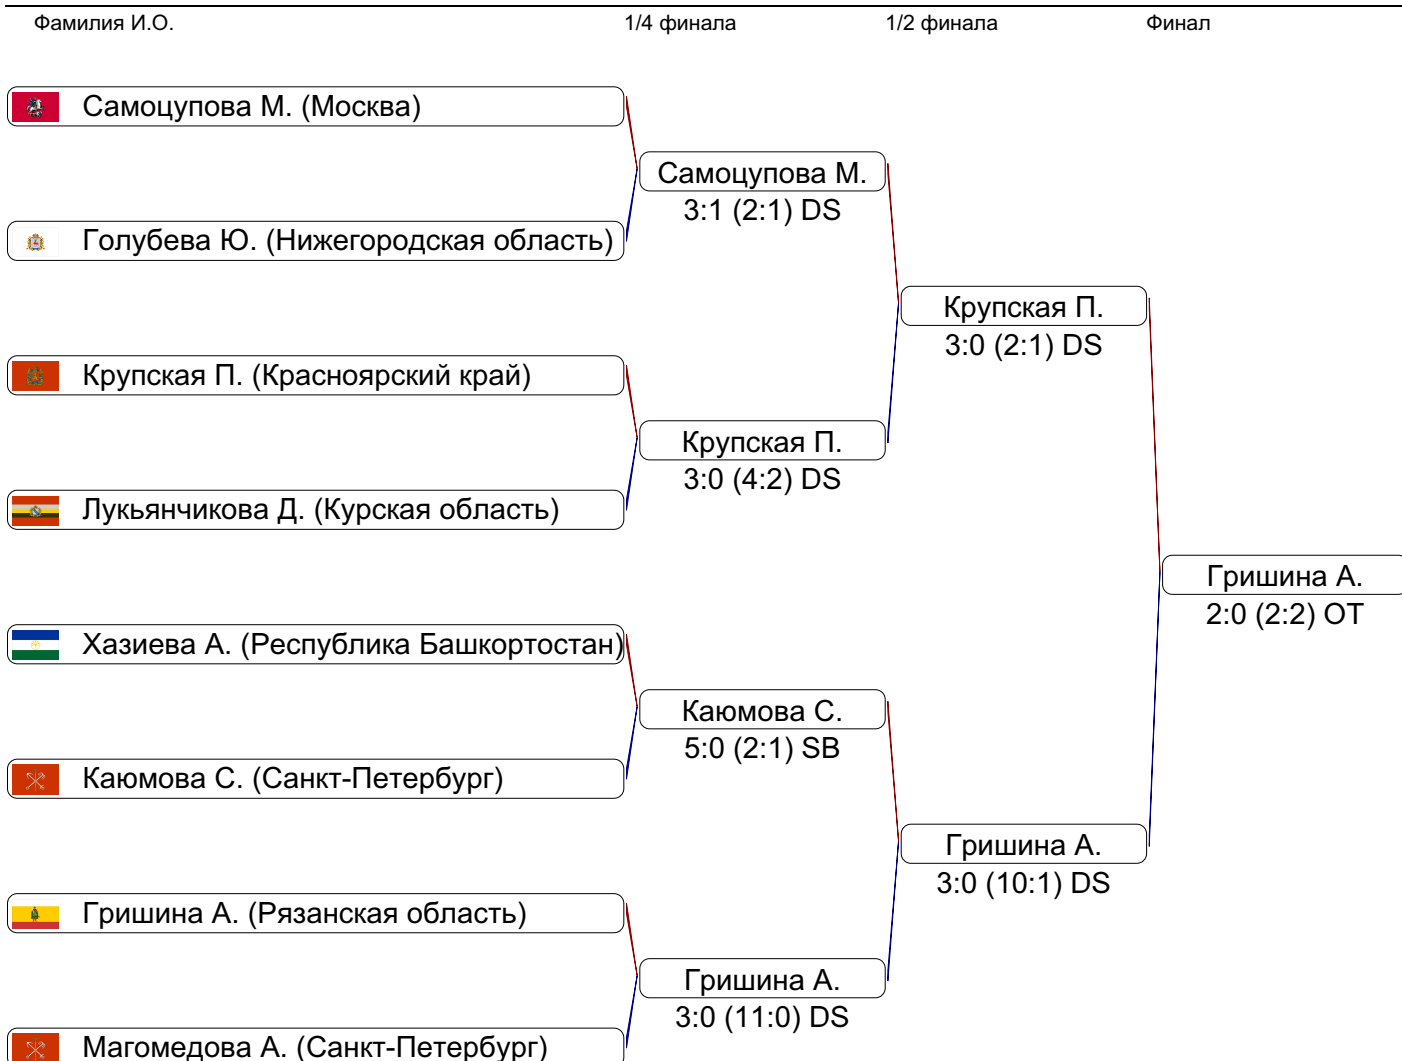 Фамилия И.О. 1/4 финала 1/2 финала Финал
Самоцупова М. (Москва)
Самоцупова М.
3:1 (2:1) DS
Голубева Ю. (Нижегородская область)
Крупская П.
3:0 (2:1) DS
Крупская П. (Красноярский край)
Крупская П.
3:0 (4:2) DS
Лукьянчикова Д. (Курская область)
Гришина А.
2:0 (2:2) OT
Хазиева А. (Республика Башкортостан)
Каюмова С.
5:0 (2:1) SB
Каюмова С. (Санкт-Петербург)
Гришина А.
3:0 (10:1) DS
Гришина А. (Рязанская область)
Гришина А.
3:0 (11:0) DS
Магомедова А. (Санкт-Петербург)